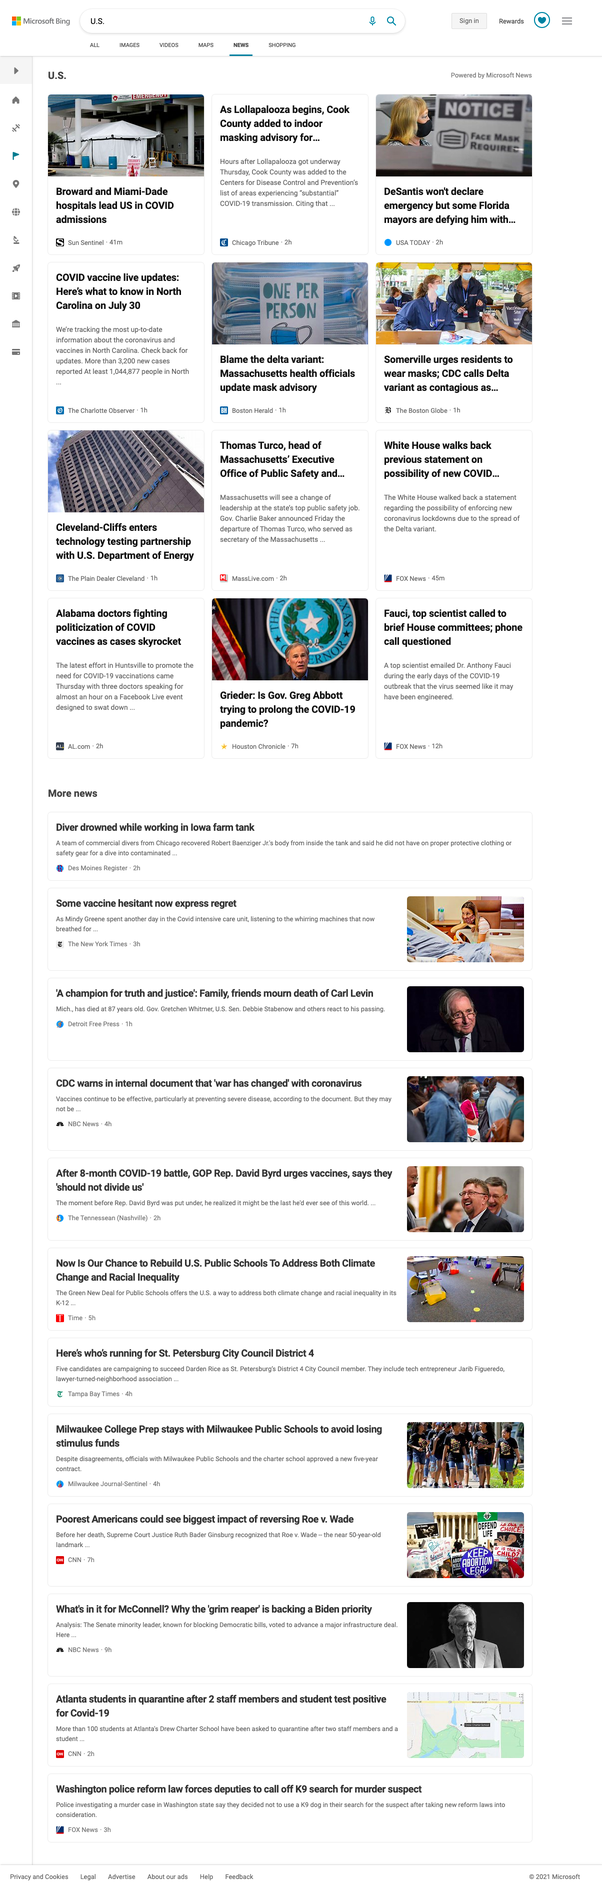 Microsoft Bing
U.S.
Sign in
Rewards
ALL
IMAGES
VIDEOS
MAPS
NEWS
SHOPPING
U.S.
Powered by Microsoft News
Broward and Miami-Dade
hospitals lead US in COVID
admissions
Sun Sentinel · 41m
As Lollapalooza begins, Cook
County added to indoor
masking advisory for...
Hours after Lollapalooza got underway
Thursday, Cook County was added to the
Centers for Disease Control and Prevention's
list of areas experiencing "substantial"
COVID-19 transmission. Citing that ...
Chicago Tribune · 2h
NOTICE
FACE MASK
REQUIRED
DeSantis won't declare
emergency but some Florida
mayors are defying him with...
USA TODAY · 2h
COVID vaccine live updates:
Here's what to know in North
Carolina on July 30
We're tracking the most up-to-date
information about the coronavirus and
vaccines in North Carolina. Check back for
updates. More than 3,200 new cases
reported At least 1,044,877 people in North
...
The Charlotte Observer · 1h
ONE PER
PERSON
Blame the delta variant:
Massachusetts health officials
update mask advisory
Boston Herald · 1h
Somerville urges residents to
wear masks; CDC calls Delta
variant as contagious as...
The Boston Globe · 1h
Cleveland-Cliffs enters
technology testing partnership
with U.S. Department of Energy
The Plain Dealer Cleveland · 1h
Thomas Turco, head of
Massachusetts' Executive
Office of Public Safety and...
Massachusetts will see a change of
leadership at the state's top public safety job.
Gov. Charlie Baker announced Friday the
departure of Thomas Turco, who served as
secretary of the Massachusetts ...
MassLive.com · 2h
White House walks back
previous statement on
possibility of new COVID...
The White House walked back a statement
regarding the possibility of enforcing new
coronavirus lockdowns due to the spread of
the Delta variant.
FOX News · 45m
Alabama doctors fighting
politicization of COVID
vaccines as cases skyrocket
The latest effort in Huntsville to promote the
need for COVID-19 vaccinations came
Thursday with three doctors speaking for
almost an hour on a Facebook Live event
designed to swat down ...
AL.com · 2h
Grieder: Is Gov. Greg Abbott
trying to prolong the COVID-19
pandemic?
Houston Chronicle · 7h
Fauci, top scientist called to
brief House committees; phone
call questioned
A top scientist emailed Dr. Anthony Fauci
during the early days of the COVID-19
outbreak that the virus seemed like it may
have been engineered.
FOX News · 12h
More news
Diver drowned while working in Iowa farm tank
A team of commercial divers from Chicago recovered Robert Baenziger Jr.'s body from inside the tank and said he did not have on proper protective clothing or
safety gear for a dive into contaminated ...
Des Moines Register · 2h
Some vaccine hesitant now express regret
As Mindy Greene spent another day in the Covid intensive care unit, listening to the whirring machines that now
breathed for ...
The New York Times · 3h
'A champion for truth and justice': Family, friends mourn death of Carl Levin
Mich., has died at 87 years old. Gov. Gretchen Whitmer, U.S. Sen. Debbie Stabenow and others react to his passing.
Detroit Free Press · 1h
CDC warns in internal document that 'war has changed' with coronavirus
Vaccines continue to be effective, particularly at preventing severe disease, according to the document. But they may
not be ...
NBC News · 4h
After 8-month COVID-19 battle, GOP Rep. David Byrd urges vaccines, says they
'should not divide us'
The moment before Rep. David Byrd was put under, he realized it might be the last he'd ever see of this world. ...
The Tennessean (Nashville) · 2h
Now Is Our Chance to Rebuild U.S. Public Schools To Address Both Climate
Change and Racial Inequality
The Green New Deal for Public Schools offers the U.S. a way to address both climate change and racial inequality in its
K-12 ...
Time · 5h
Here's who's running for St. Petersburg City Council District 4
Five candidates are campaigning to succeed Darden Rice as St. Petersburg's District 4 City Council member. They include tech entrepreneur Jarib Figueredo,
lawyer-turned-neighborhood association ...
Tampa Bay Times · 4h
Milwaukee College Prep stays with Milwaukee Public Schools to avoid losing
stimulus funds
Despite disagreements, officials with Milwaukee Public Schools and the charter school approved a new five-year
contract.
Milwaukee Journal-Sentinel · 4h
Poorest Americans could see biggest impact of reversing Roe v. Wade
Before her death, Supreme Court Justice Ruth Bader Ginsburg recognized that Roe v. Wade – the near 50-year-old
landmark ...
CNN · 7h
DEFEND
LIFE
KEEP
ABORTION
LEGAL
What's in it for McConnell? Why the 'grim reaper' is backing a Biden priority
Analysis: The Senate minority leader, known for blocking Democratic bills, voted to advance a major infrastructure deal.
Here ...
NBC News · 9h
Atlanta students in quarantine after 2 staff members and student test positive
for Covid-19
More than 100 students at Atlanta's Drew Charter School have been asked to quarantine after two staff members and a
student ...
CNN · 2h
Washington police reform law forces deputies to call off K9 search for murder suspect
Police investigating a murder case in Washington state say they decided not to use a K9 dog in their search for the suspect after taking new reform laws into
consideration.
FOX News · 3h
Privacy and Cookies
Legal
Advertise
About our ads
Help
Feedback
© 2021 Microsoft